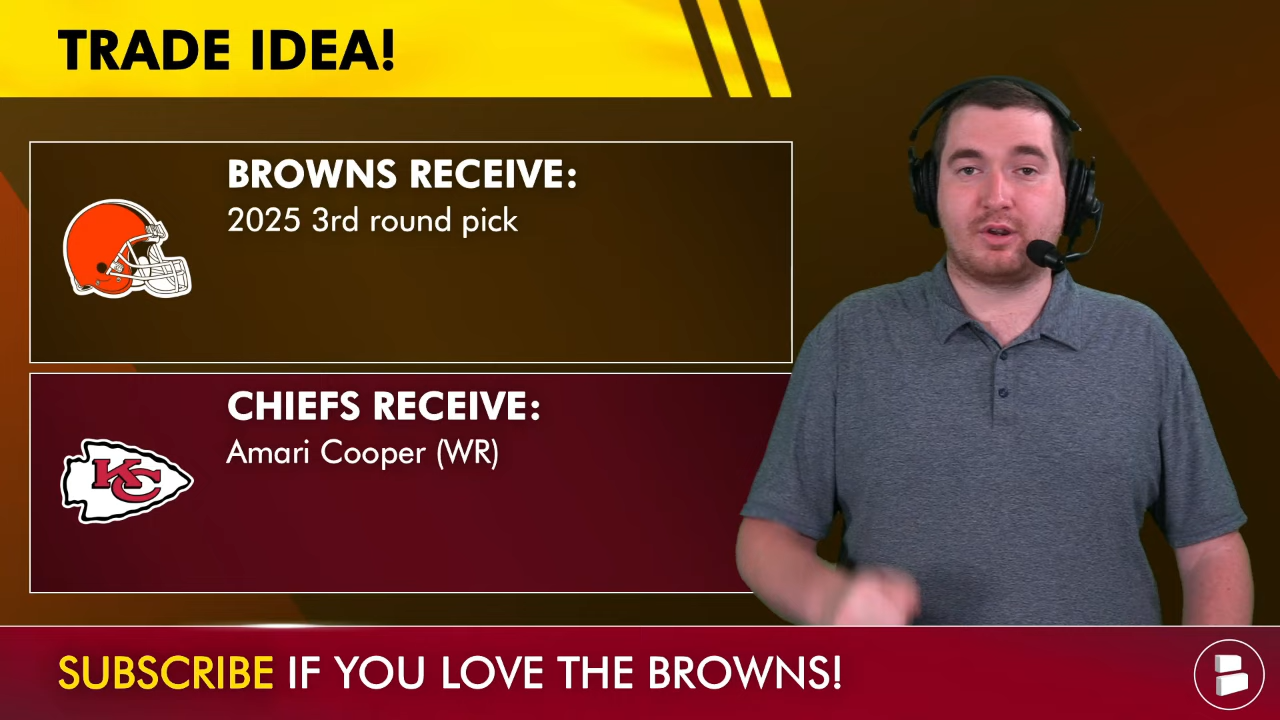 TRADE IDEA!
BROWNS RECEIVE:
2025 3rd round pick
CHIEFS RECEIVE:
Amari Cooper (WR)
KC
SUBSCRIBE IF YOU LOVE THE BROWNS!
B